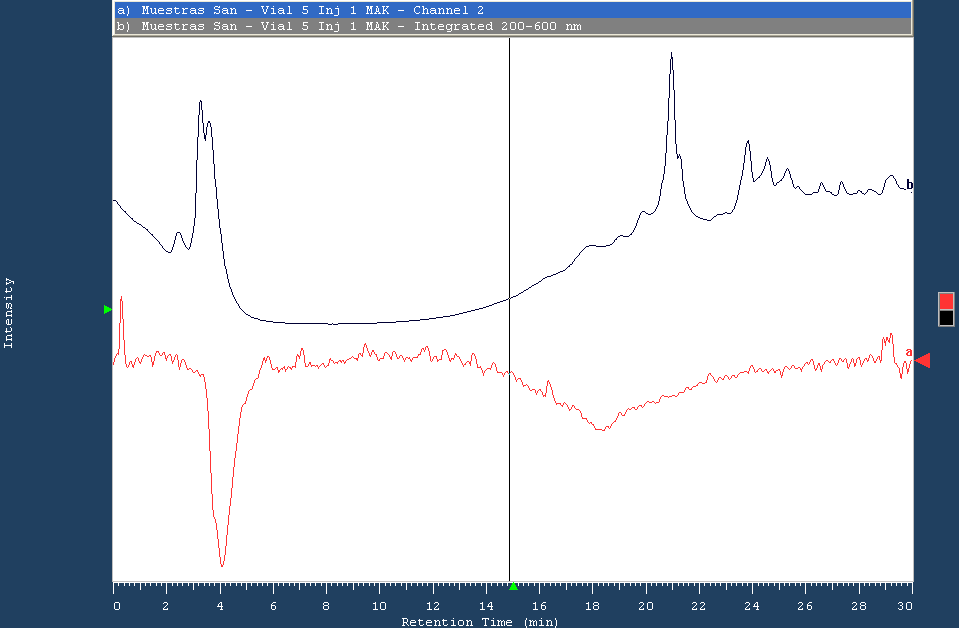 a) Muestras San - Vial 5 Inj 1 MAK - Channel 2
b) Muestras San - Vial 5 Inj 1 MAK - Integrated 200-600 nm
b
Intensity
a
0 2 4 6 8 10 12 14 16 18 20 22 24 26 28 30
Retention Time (min)